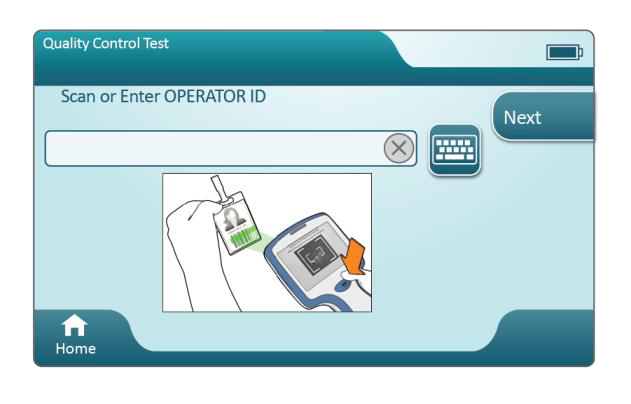 Quality Control Test
Scan or Enter OPERATOR ID
Next
Home